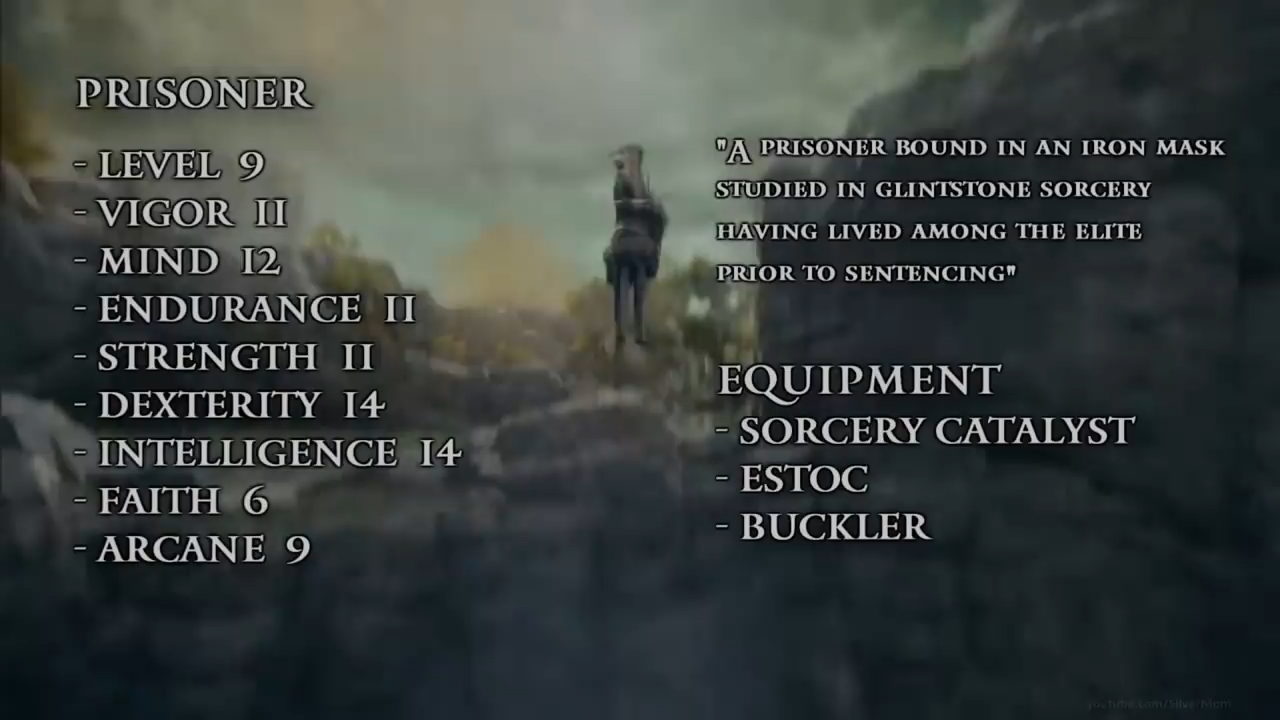 PRISONER
- LEVEL 9
- VIGOR 11
- MIND 12
- ENDURANCE 11
- STRENGTH 11
- DEXTERITY 14
- INTELLIGENCE 14
- FAITH 6
- ARCANE 9
"A PRISONER BOUND IN AN IRON MASK
STUDIED IN GLINTSTONE SORCERY
HAVING LIVED AMONG THE ELITE
PRIOR TO SENTENCING"
EQUIPMENT
- SORCERY CATALYST
- ESTOC
- BUCKLER